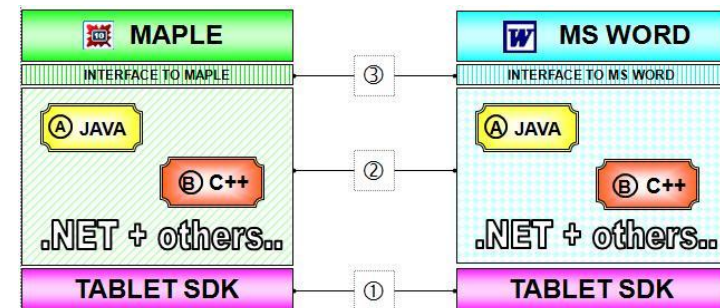 MAPLE
MS WORD
INTERFACE TO MAPLE
③
INTERFACE TO MS WORD
Ⓐ JAVA
Ⓐ JAVA
②
Ⓑ C++
Ⓑ C++
.NET + others..
.NET + others..
TABLET SDK
①
TABLET SDK